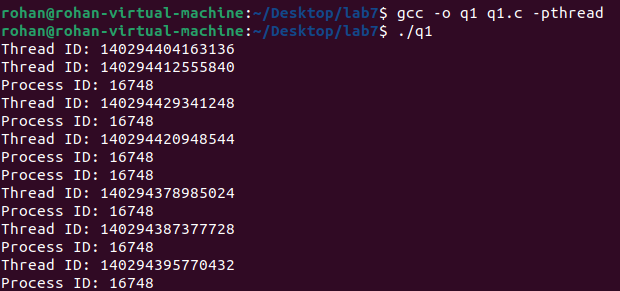 rohan@rohan-virtual-machine:~/Desktop/lab7$ gcc -o q1 q1.c -pthread
rohan@rohan-virtual-machine:~/Desktop/lab7$ ./q1
Thread ID: 140294404163136
Thread ID: 140294412555840
Process ID: 16748
Thread ID: 140294429341248
Process ID: 16748
Thread ID: 140294420948544
Process ID: 16748
Process ID: 16748
Thread ID: 140294378985024
Process ID: 16748
Thread ID: 140294387377728
Process ID: 16748
Thread ID: 140294395770432
Process ID: 16748